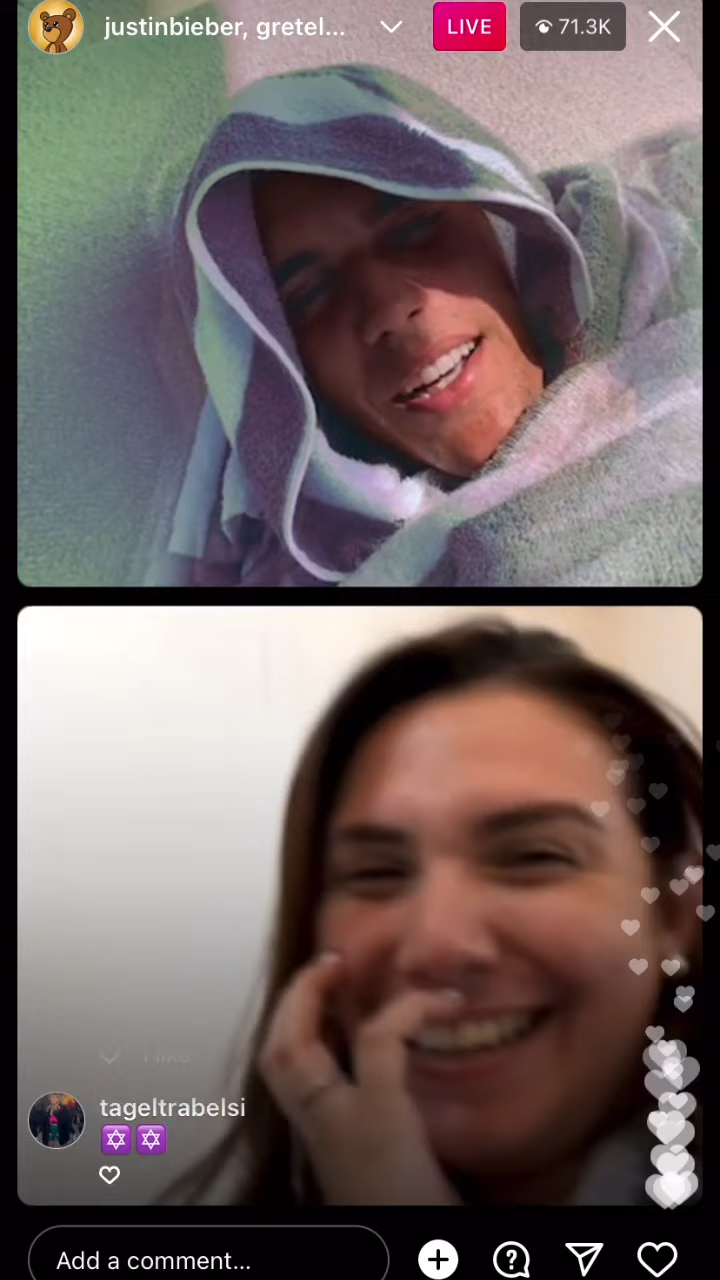 justinbieber, gretel...
LIVE
71.3K
tageltrabelsi
✡️✡️
Add a comment...